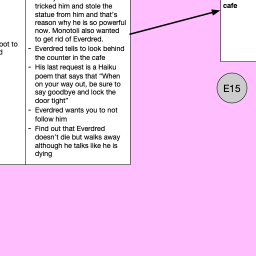 tricked him and stole the
statue from him and that's
reason why he is so powerful
now. Monotoli also wanted
to get rid of Everdred.
- Everdred tells to look behind
the counter in the cafe
- His last request is a Haiku
poem that says that "When
on your way out, be sure to
say goodbye and lock the
door tight"
- Everdred wants you to not
follow him
- Find out that Everdred
doesn't die but walks away
although he talks like he is
dying
cafe
E15